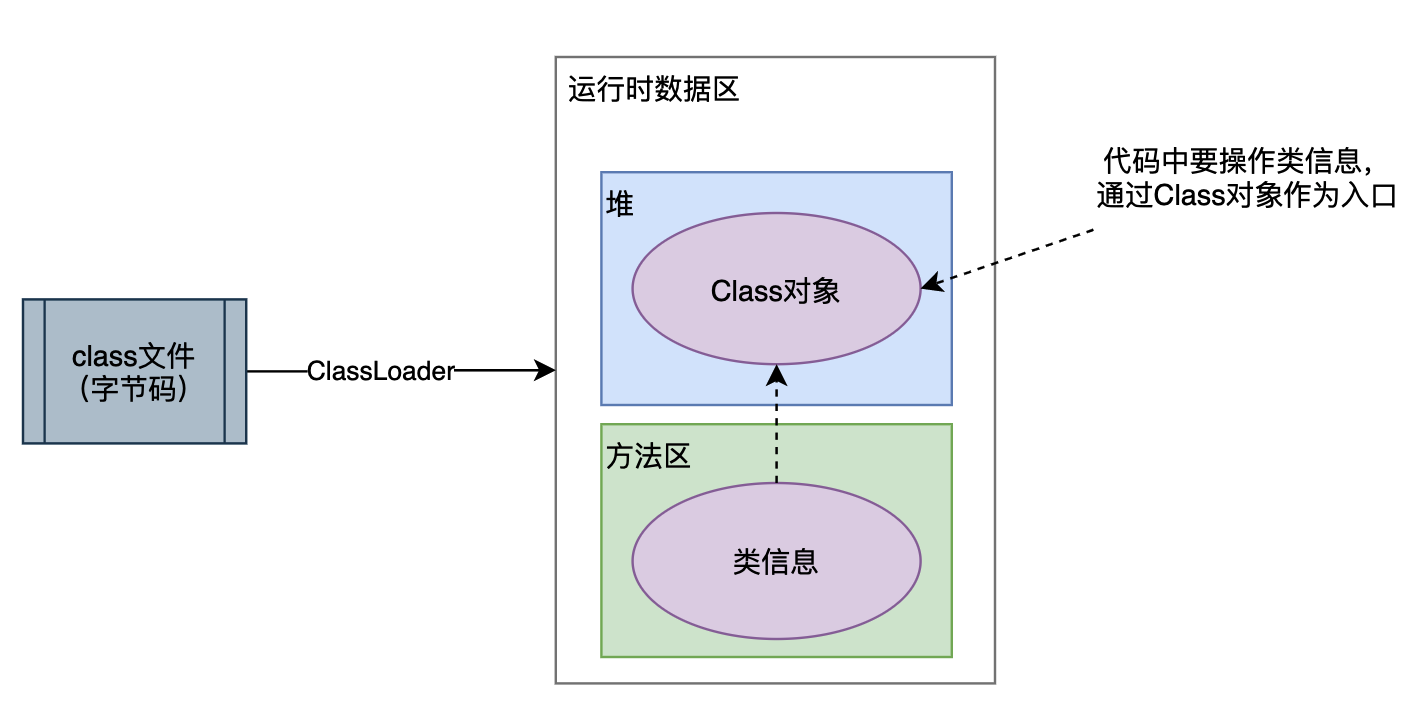 运行时数据区
代码中要操作类信息，
通过Class对象作为入口
堆
Class对象
class文件
（字节码）
ClassLoader
方法区
类信息